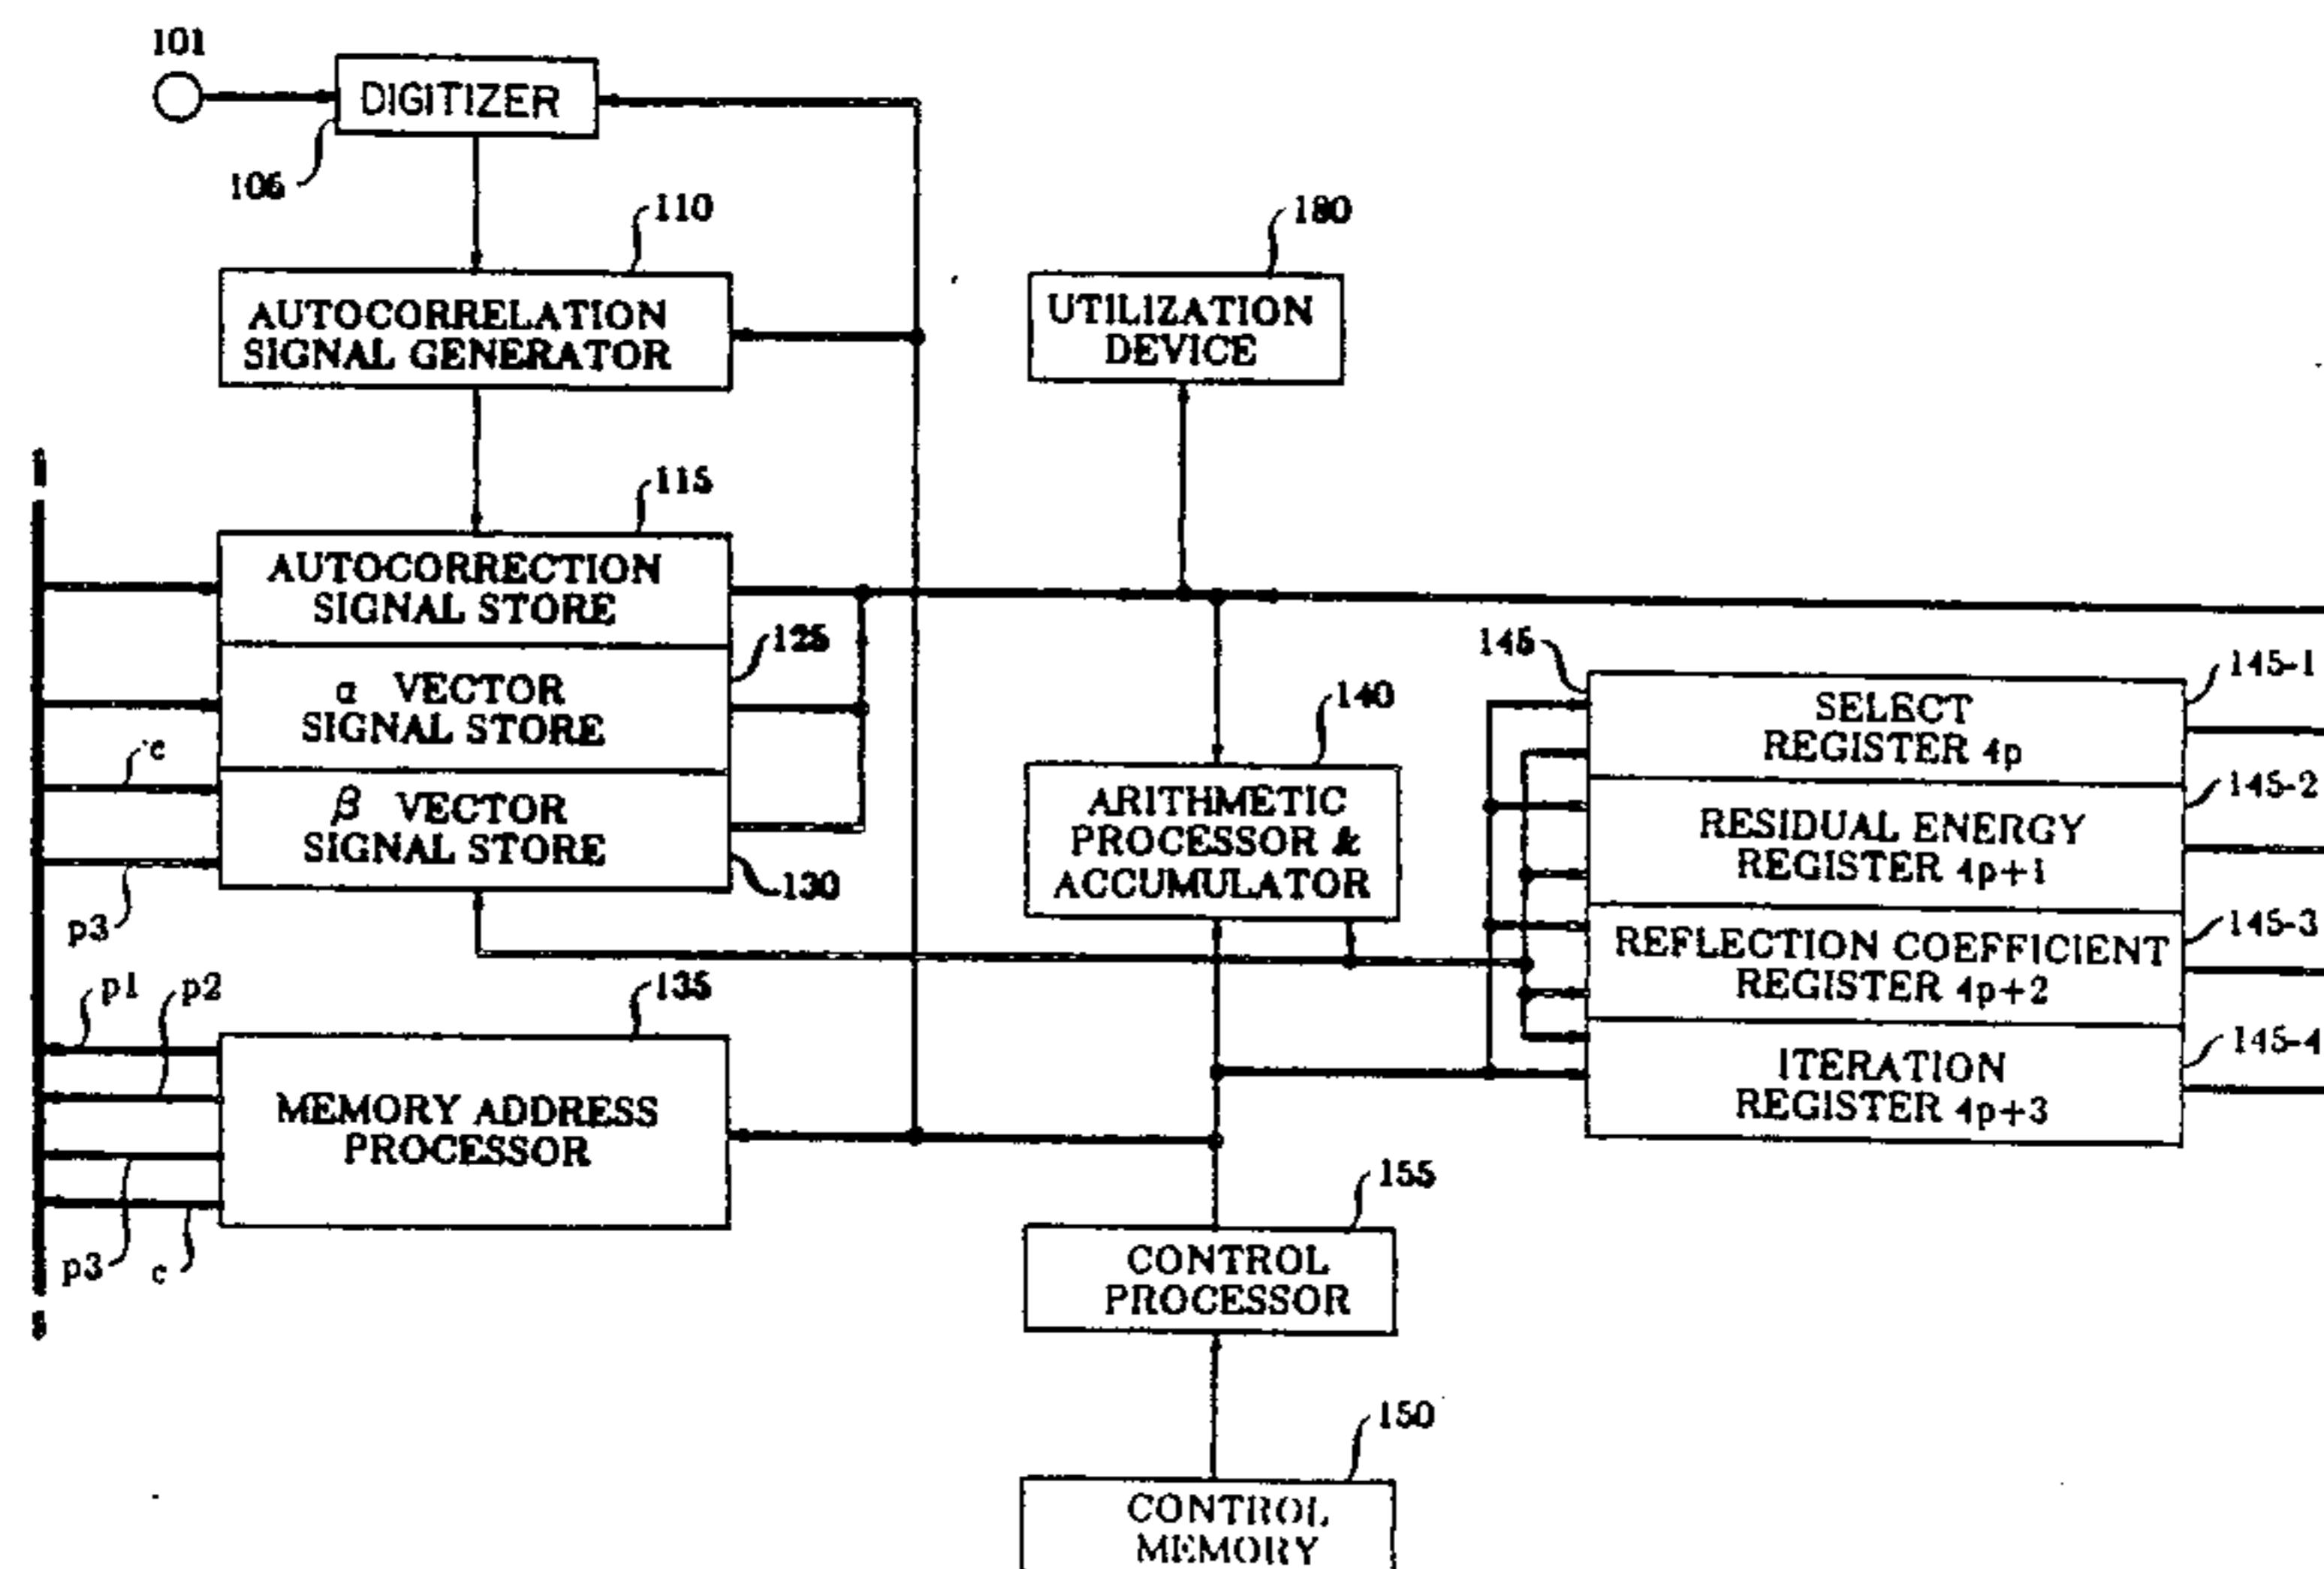 101
DIGITIZER
105
110
AUTOCORRELATION
SIGNAL GENERATOR
180
UTILIZATION
DEVICE
115
AUTOCORRECTION
SIGNAL STORE
125
α VECTOR
SIGNAL STORE
c
β VECTOR
SIGNAL STORE
130
p3
140
ARITHMETIC
PROCESSOR &
ACCUMULATOR
145
145-1
SELECT
REGISTER 4p
145-2
RESIDUAL ENERGY
REGISTER 4p+1
145-3
REFLECTION COEFFICIENT
REGISTER 4p+2
145-4
ITERATION
REGISTER 4p+3
p1
p2
135
MEMORY ADDRESS
PROCESSOR
p3
c
155
CONTROL
PROCESSOR
150
CONTROL
MEMORY